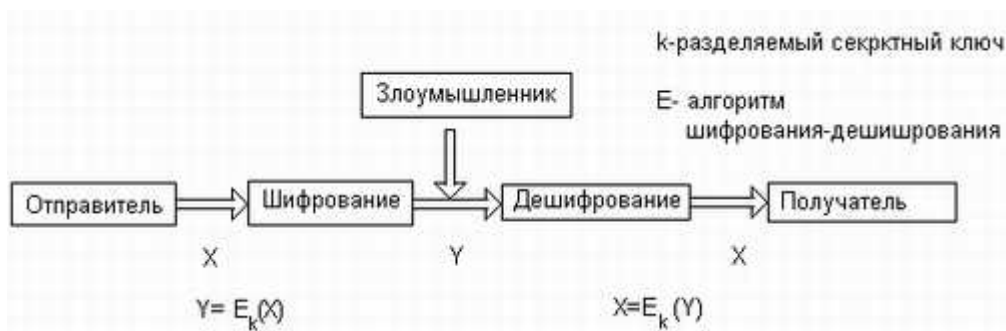 k-разделяемый секрктный ключ
Злоумышленник
E- алгоритм
шифрования-дешишрования
Отправитель
Шифрование
Дешифрование
Получатель
X
Y
X
Y= Eₖ(X)
X=Eₖ(Y)